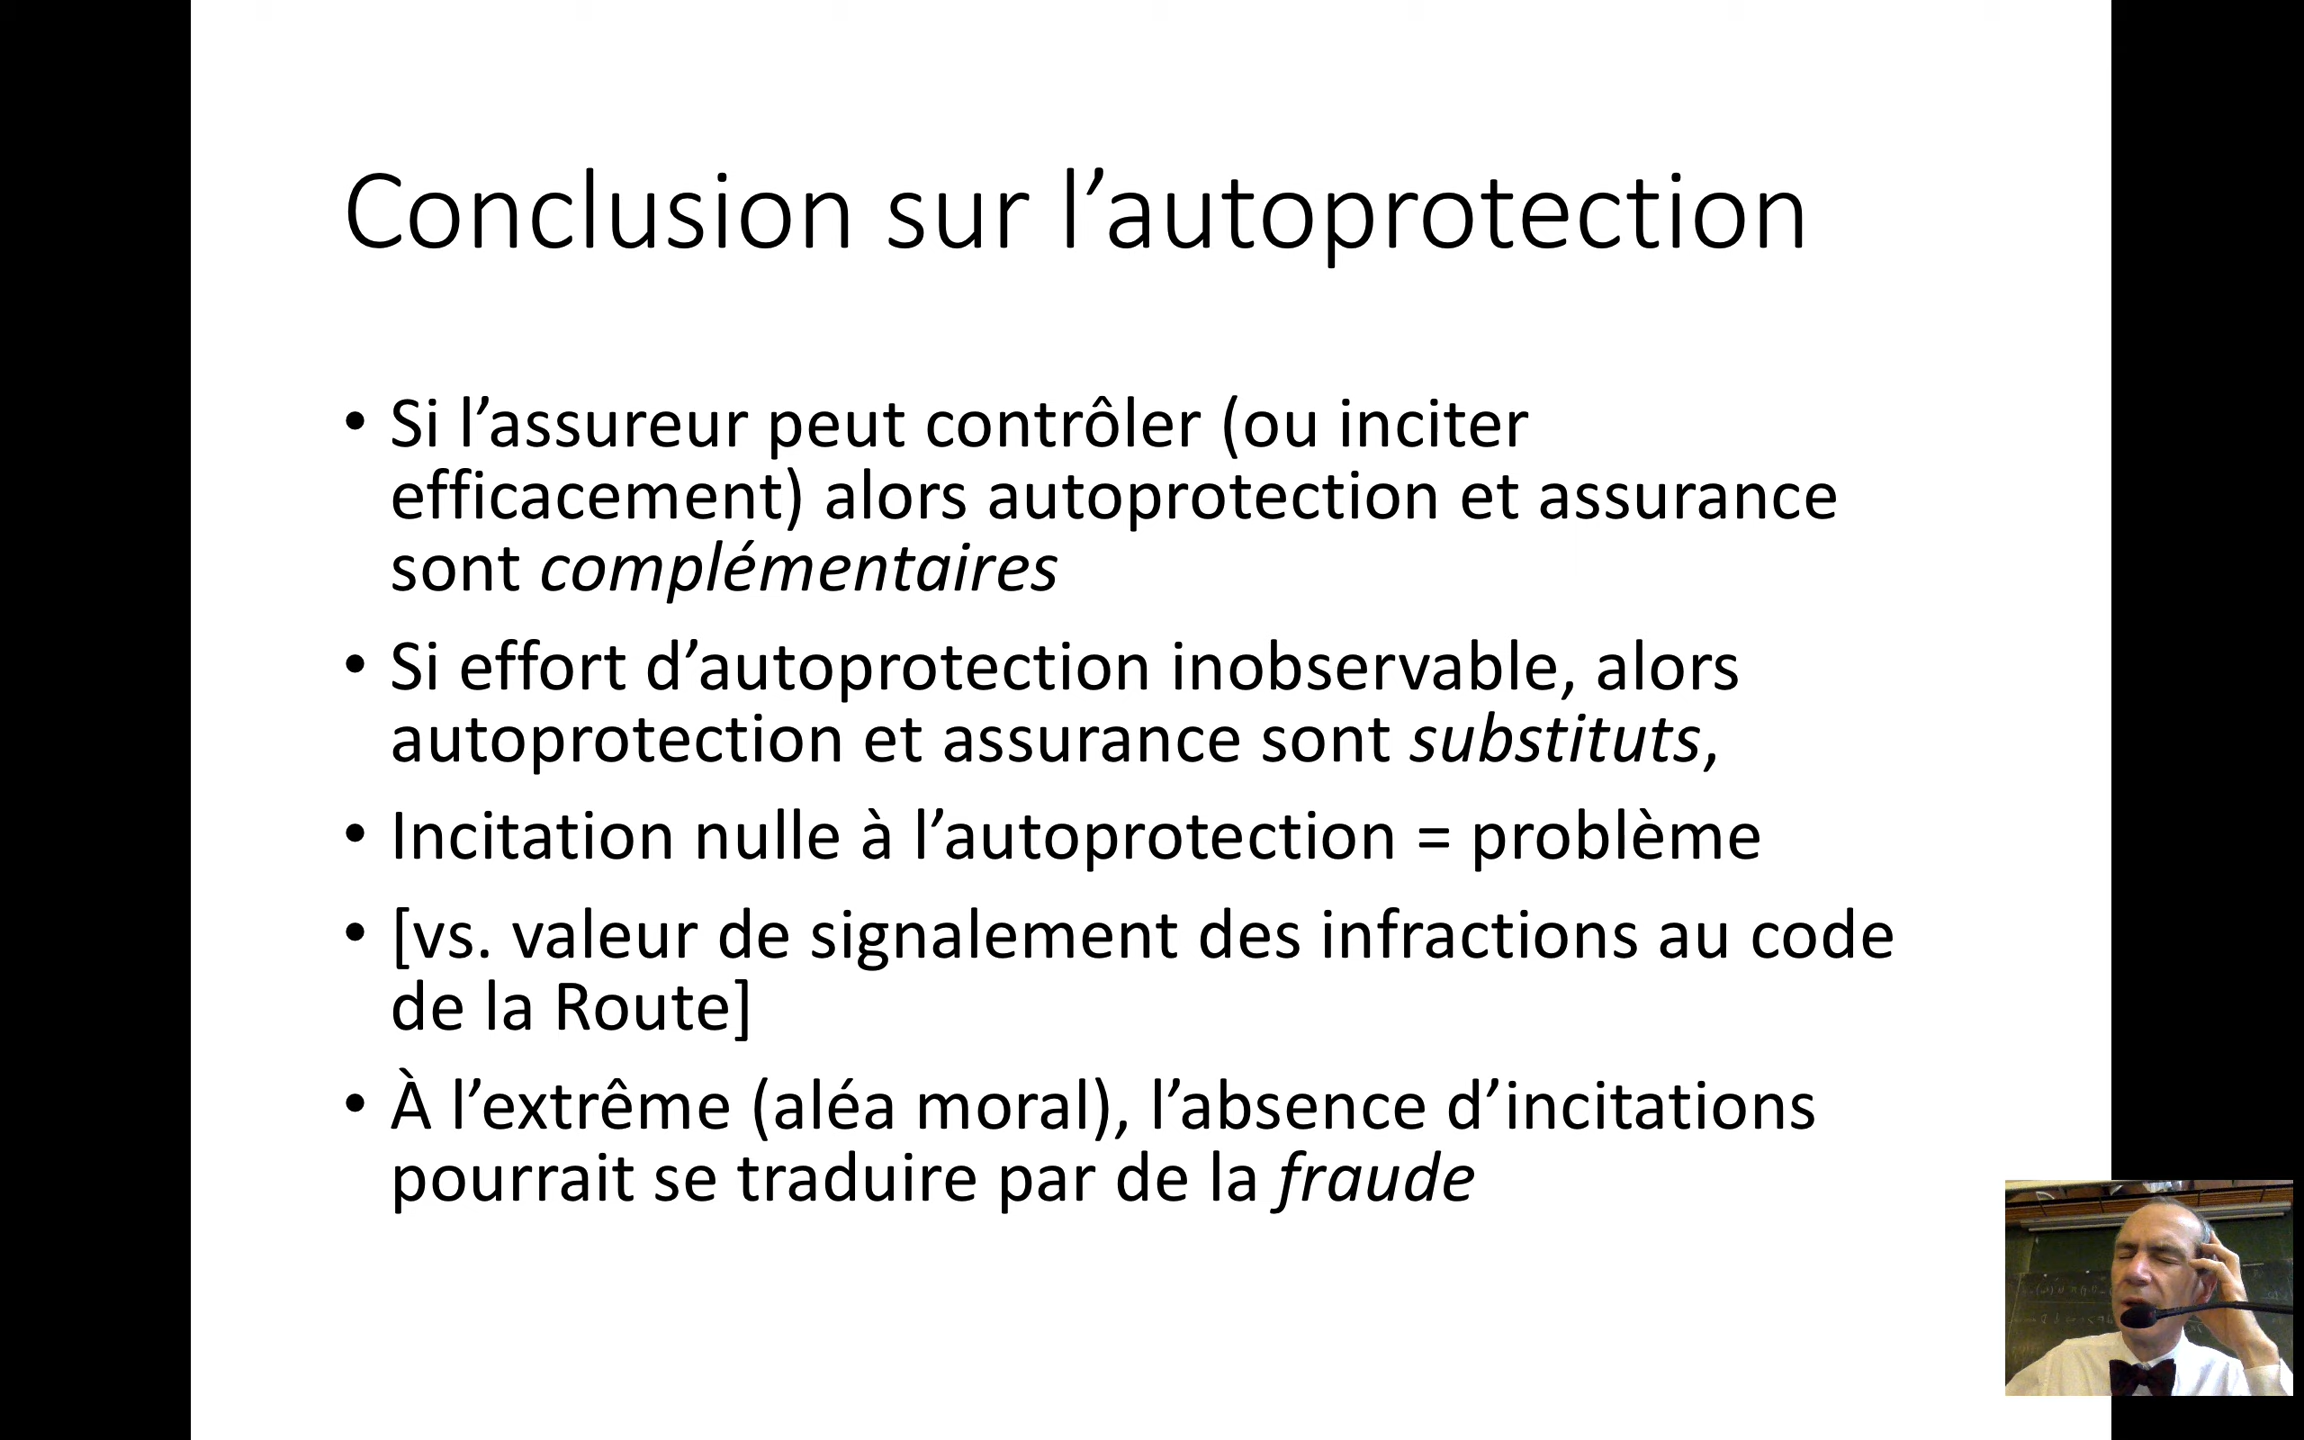 Conclusion sur l’autoprotection
• Si l’assureur peut contrôler (ou inciter
efficacement) alors autoprotection et assurance
sont complémentaires
• Si effort d’autoprotection inobservable, alors
autoprotection et assurance sont substituts,
• Incitation nulle à l’autoprotection = problème
• [vs. valeur de signalement des infractions au code
de la Route]
• À l’extrême (aléa moral), l’absence d’incitations
pourrait se traduire par de la fraude